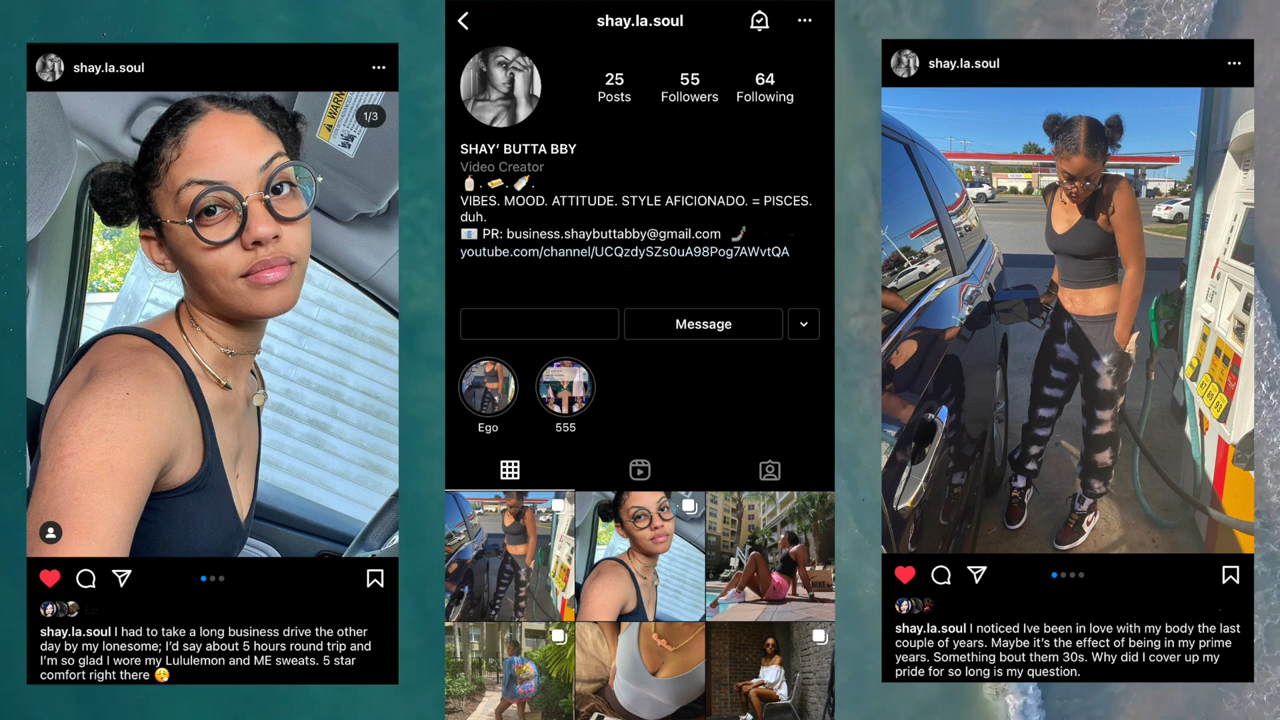 shay.la.soul
WARN
1/3
shay.la.soul I had to take a long business drive the other
day by my lonesome; I'd say about 5 hours round trip and
I'm so glad I wore my Lululemon and ME sweats. 5 star
comfort right there
shay.la.soul
25
Posts
55
Followers
64
Following
SHAY' BUTTA BBY
Video Creator
VIBES. MOOD. ATTITUDE. STYLE AFICIONADO. = PISCES.
duh.
PR: business.shaybuttabby@gmail.com
youtube.com/channel/UCQzdySZs0uA98Pog7AWvtQA
Message
Ego
555
NIKE
shay.la.soul
shay.la.soul I noticed Ive been in love with my body the last
couple of years. Maybe it's the effect of being in my prime
years. Something bout them 30s. Why did I cover up my
pride for so long is my question.